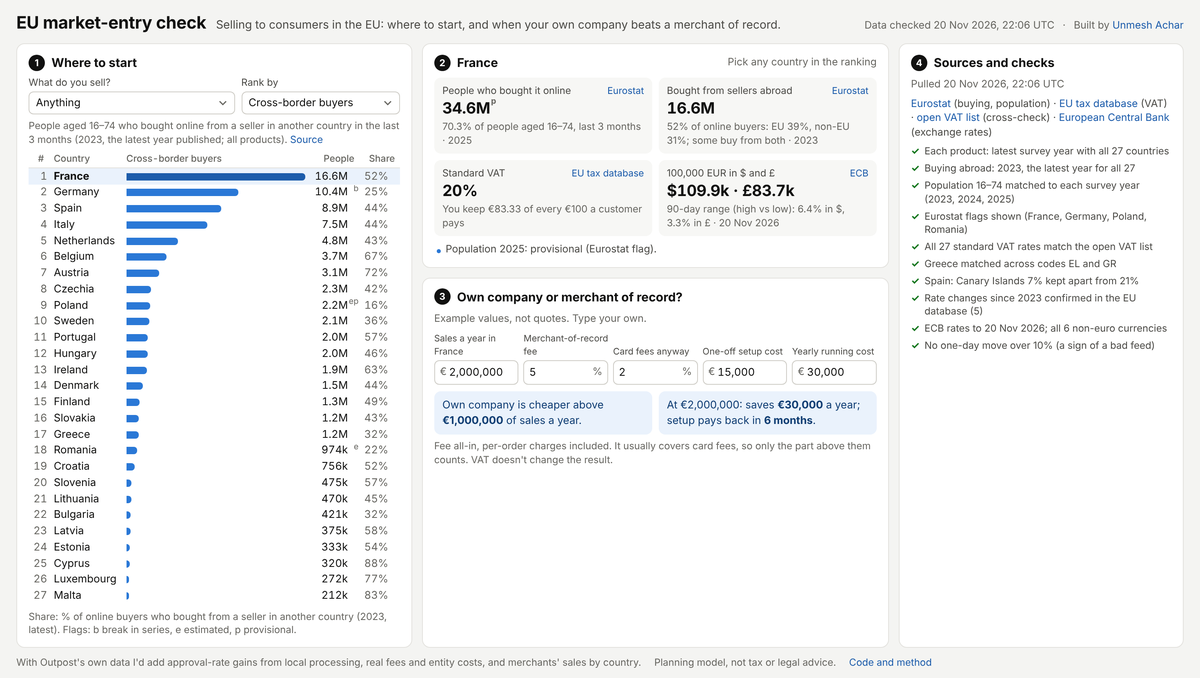 EU market-entry check Selling to consumers in the EU: where to start, and when your own company beats a merchant of record. Data checked 20 Nov 2026, 22:06 UTC · Built by Unmesh Achar
1 Where to start
What do you sell? Rank by
Anything Cross-border buyers
People aged 16–74 who bought online from a seller in another country in the last
3 months (2023, the latest year published; all products). Source
# Country Cross-border buyers People Share
1 France 16.6M 52%
2 Germany 10.4M b 25%
3 Spain 8.9M 44%
4 Italy 7.5M 44%
5 Netherlands 4.8M 43%
6 Belgium 3.7M 67%
7 Austria 3.1M 72%
8 Czechia 2.3M 42%
9 Poland 2.2M ep 16%
10 Sweden 2.1M 36%
11 Portugal 2.0M 57%
12 Hungary 2.0M 46%
13 Ireland 1.9M 63%
14 Denmark 1.5M 44%
15 Finland 1.3M 49%
16 Slovakia 1.2M 43%
17 Greece 1.2M 32%
18 Romania 974k e 22%
19 Croatia 756k 52%
20 Slovenia 475k 57%
21 Lithuania 470k 45%
22 Bulgaria 421k 32%
23 Latvia 375k 58%
24 Estonia 333k 54%
25 Cyprus 320k 88%
26 Luxembourg 272k 77%
27 Malta 212k 83%
Share: % of online buyers who bought from a seller in another country (2023,
latest). Flags: b break in series, e estimated, p provisional.
2 France Pick any country in the ranking
People who bought it online Eurostat
34.6M p
70.3% of people aged 16–74, last 3 months
· 2025
Bought from sellers abroad Eurostat
16.6M
52% of online buyers: EU 39%, non-EU
31%; some buy from both · 2023
Standard VAT EU tax database
20%
You keep €83.33 of every €100 a customer
pays
100,000 EUR in $ and £ ECB
$109.9k · £83.7k
90-day range (high vs low): 6.4% in $,
3.3% in £ · 20 Nov 2026
• Population 2025: provisional (Eurostat flag).
3 Own company or merchant of record?
Example values, not quotes. Type your own.
Sales a year in
France
€ 2,000,000
Merchant-of-record
fee
5 %
Card fees anyway
2 %
One-off setup cost
€ 15,000
Yearly running cost
€ 30,000
Own company is cheaper above
€1,000,000 of sales a year.
At €2,000,000: saves €30,000 a year;
setup pays back in 6 months.
Fee all-in, per-order charges included. It usually covers card fees, so only the part above them
counts. VAT doesn't change the result.
4 Sources and checks
Pulled 20 Nov 2026, 22:06 UTC
Eurostat (buying, population) · EU tax database (VAT)
· open VAT list (cross-check) · European Central Bank
(exchange rates)
✓ Each product: latest survey year with all 27 countries
✓ Buying abroad: 2023, the latest year for all 27
✓ Population 16–74 matched to each survey year
(2023, 2024, 2025)
✓ Eurostat flags shown (France, Germany, Poland,
Romania)
✓ All 27 standard VAT rates match the open VAT list
✓ Greece matched across codes EL and GR
✓ Spain: Canary Islands 7% kept apart from 21%
✓ Rate changes since 2023 confirmed in the EU
database (5)
✓ ECB rates to 20 Nov 2026; all 6 non-euro currencies
✓ No one-day move over 10% (a sign of a bad feed)
With Outpost's own data I'd add approval-rate gains from local processing, real fees and entity costs, and merchants' sales by country. Planning model, not tax or legal advice. Code and method